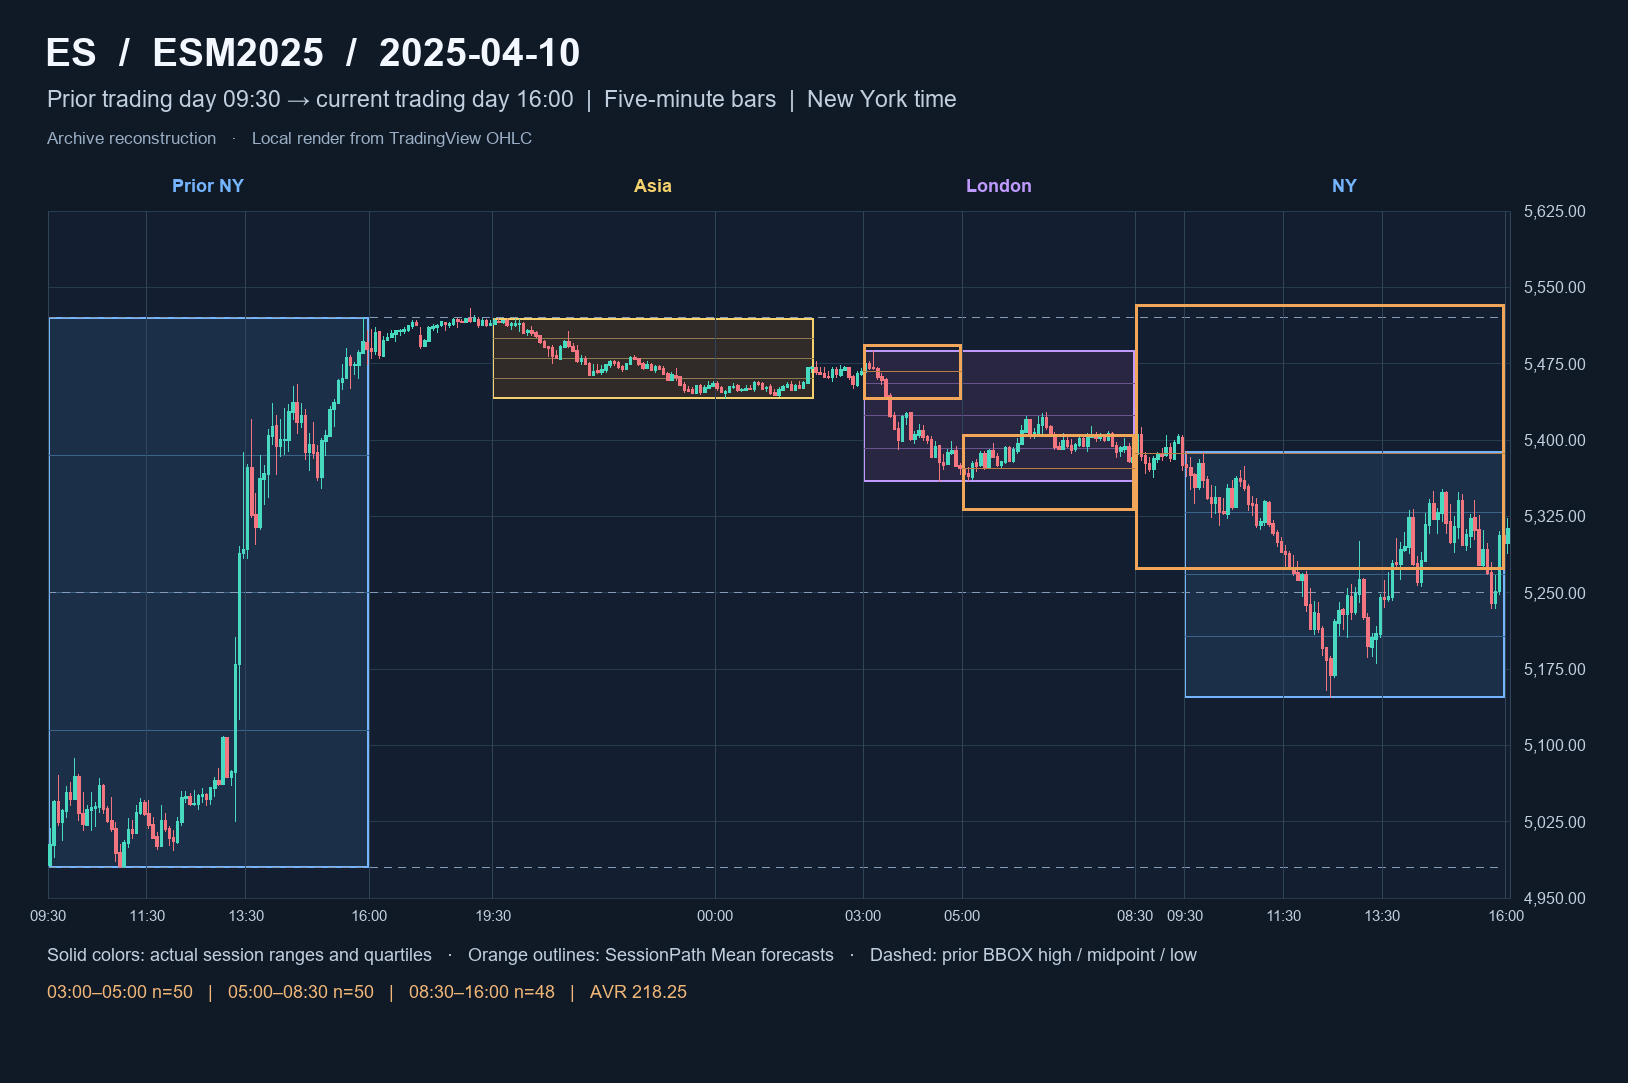 ES / ESM2025 / 2025-04-10
Prior trading day 09:30 → current trading day 16:00 | Five-minute bars | New York time
Archive reconstruction · Local render from TradingView OHLC
Prior NY Asia London NY
5,625.00
5,550.00
5,475.00
5,400.00
5,325.00
5,250.00
5,175.00
5,100.00
5,025.00
4,950.00
09:30 11:30 13:30 16:00 19:30 00:00 03:00 05:00 08:30 09:30 11:30 13:30 16:00
Solid colors: actual session ranges and quartiles · Orange outlines: SessionPath Mean forecasts · Dashed: prior BBOX high / midpoint / low
03:00–05:00 n=50 | 05:00–08:30 n=50 | 08:30–16:00 n=48 | AVR 218.25